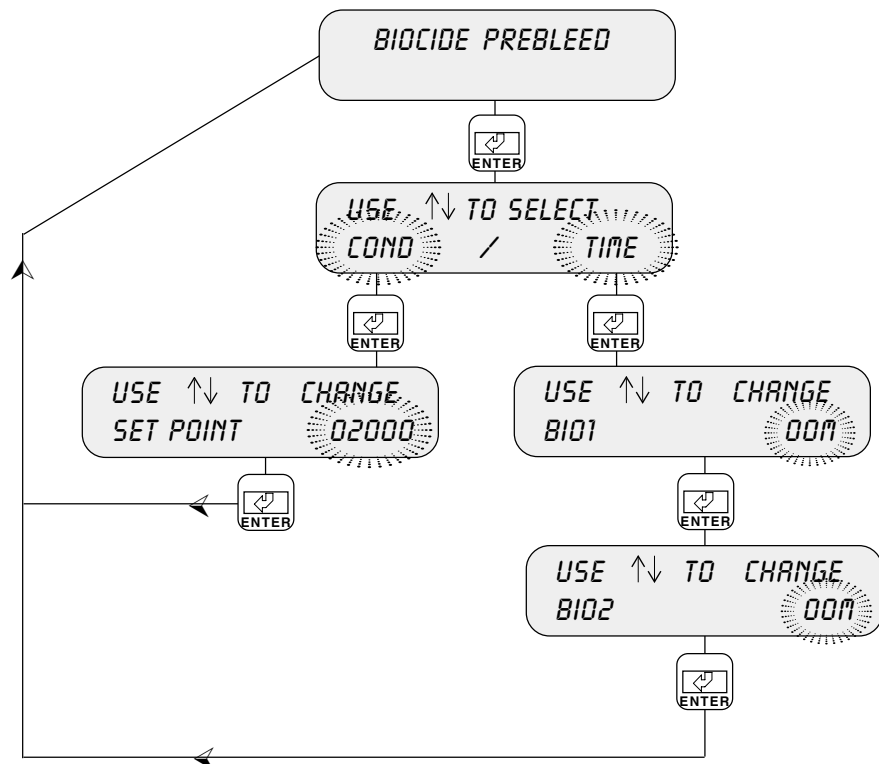 BIOCIDE PREBLEED
ENTER
USE ↑↓ TO SELECT
COND / TIME
ENTER
ENTER
USE ↑↓ TO CHANGE
SET POINT 02000
USE ↑↓ TO CHANGE
BIO1 00M
ENTER
ENTER
USE ↑↓ TO CHANGE
BIO2 00M
ENTER